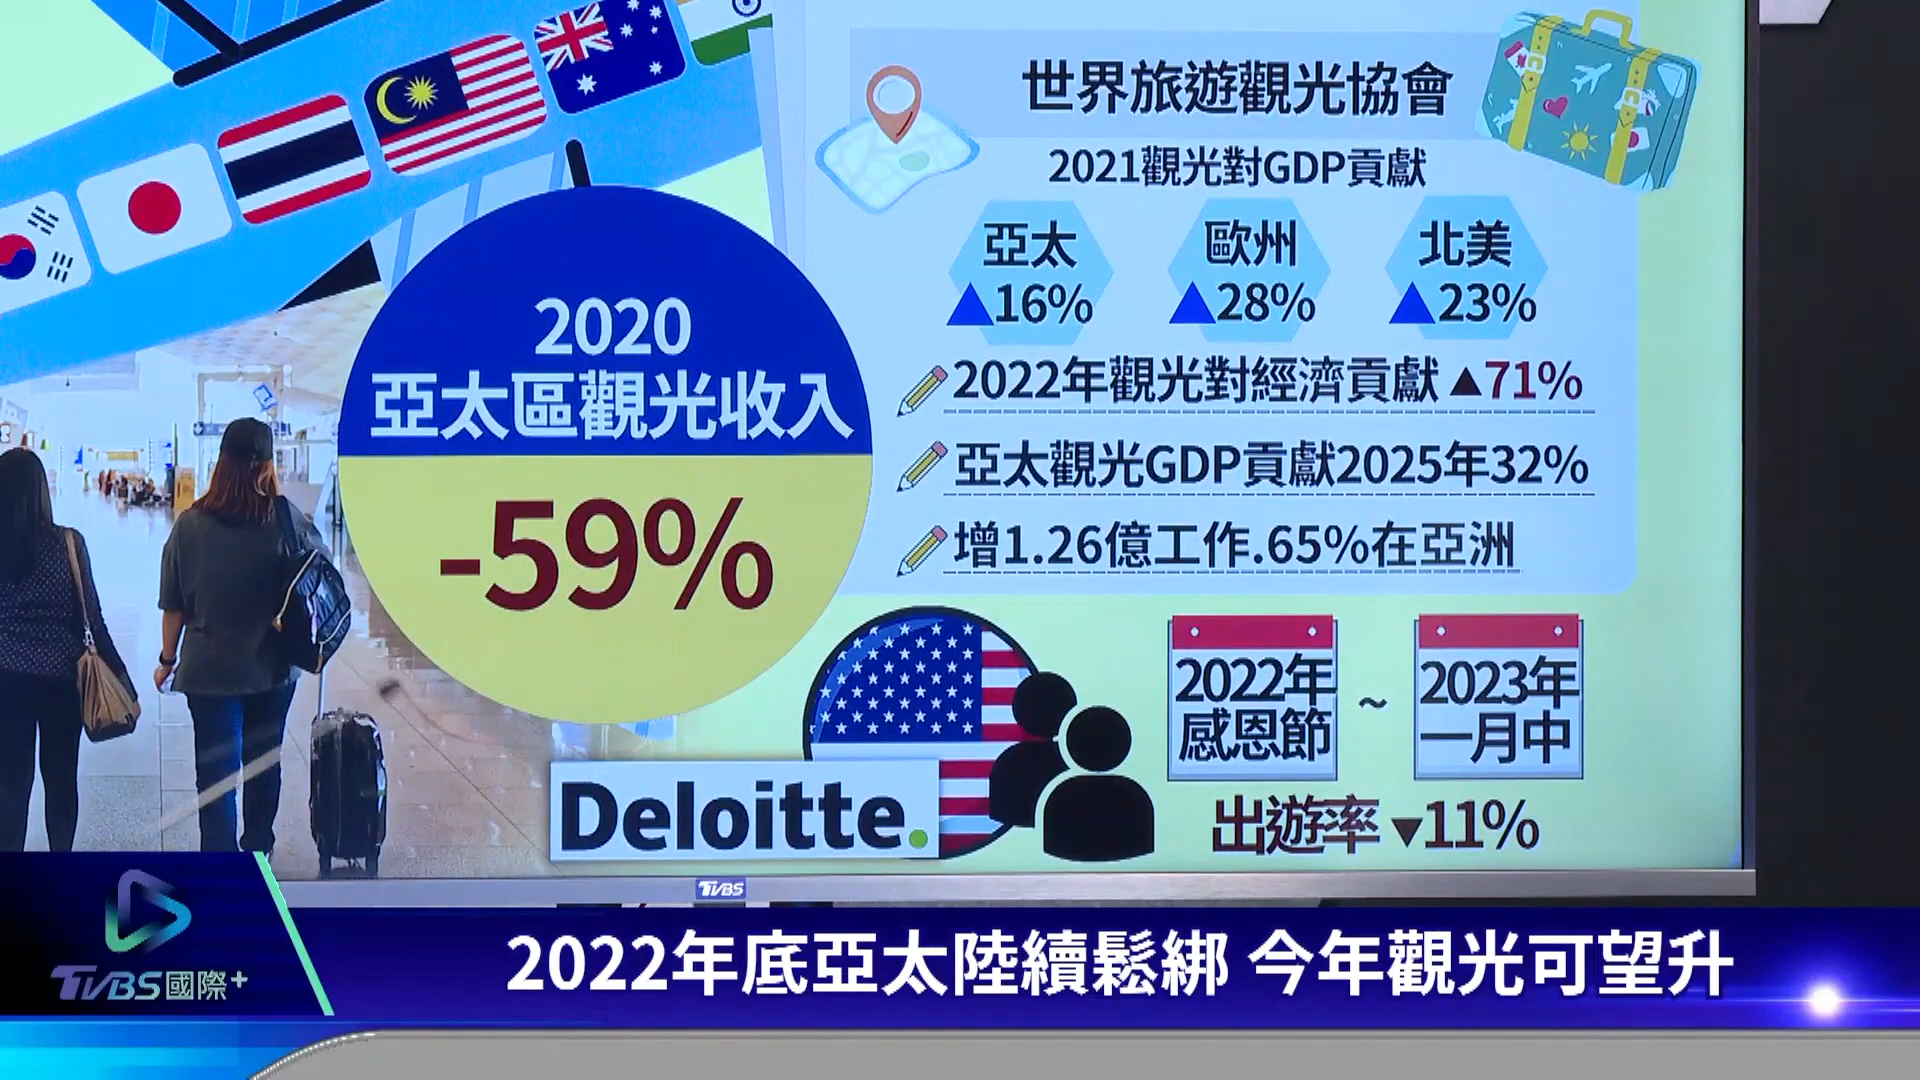 世界旅遊觀光協會
2021觀光對GDP貢獻
亞太
▲16%
歐州
▲28%
北美
▲23%
2022年觀光對經濟貢獻▲71%
亞太觀光GDP貢獻2025年32%
增1.26億工作.65%在亞洲
2020
亞太區觀光收入
-59%
Deloitte.
2022年
感恩節
~
2023年
一月中
出遊率▼11%
TVBS
2022年底亞太陸續鬆綁 今年觀光可望升
TVBS國際+